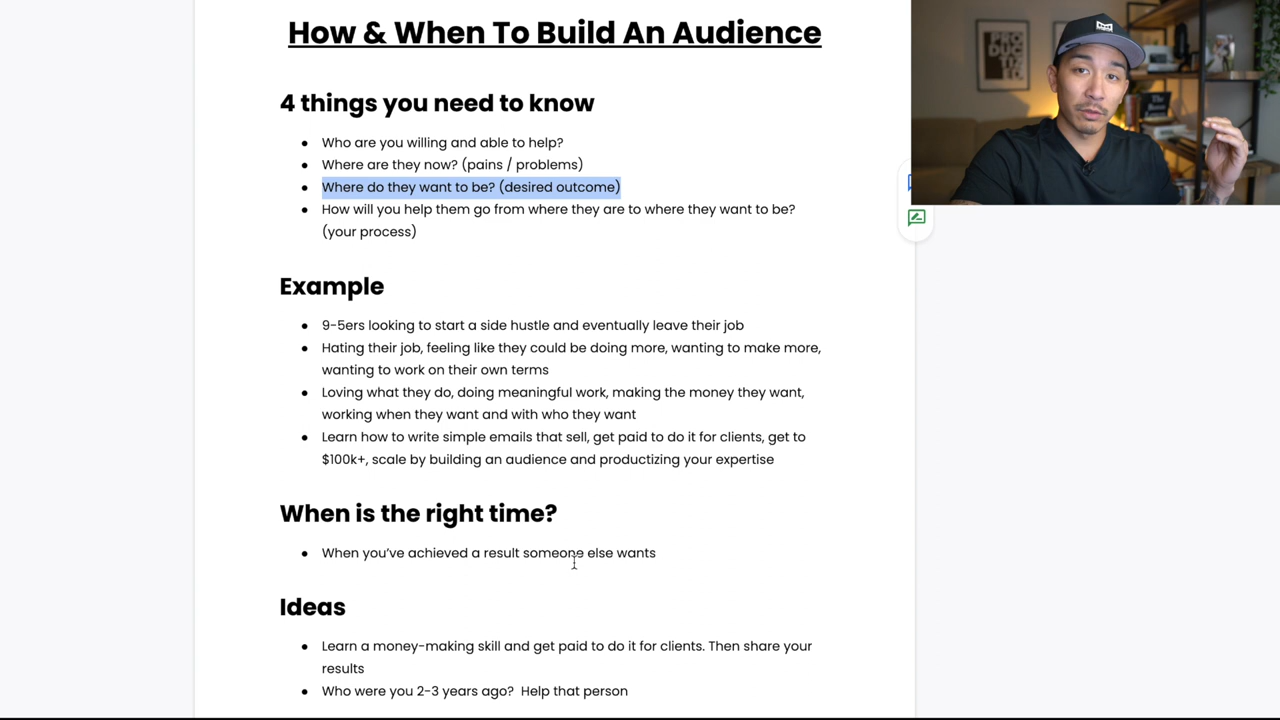 How & When To Build An Audience
4 things you need to know
● Who are you willing and able to help?
● Where are they now? (pains / problems)
● Where do they want to be? (desired outcome)
● How will you help them go from where they are to where they want to be?
(your process)
Example
● 9-5ers looking to start a side hustle and eventually leave their job
● Hating their job, feeling like they could be doing more, wanting to make more,
wanting to work on their own terms
● Loving what they do, doing meaningful work, making the money they want,
working when they want and with who they want
● Learn how to write simple emails that sell, get paid to do it for clients, get to
$100k+, scale by building an audience and productizing your expertise
When is the right time?
● When you’ve achieved a result someone else wants
Ideas
● Learn a money-making skill and get paid to do it for clients. Then share your
results
● Who were you 2-3 years ago?  Help that person
PRO
DUC